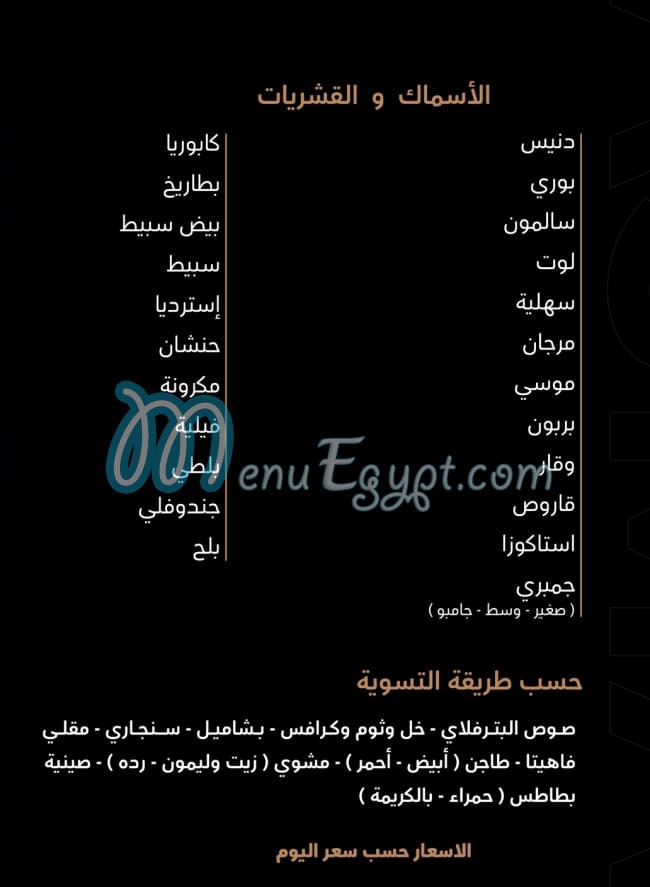 الأسماك و القشريات
دنيس
بوري
سالمون
لوت
سهلية
مرجان
موسي
بربون
وقار
قاروص
استاكوزا
جمبري
( صغير - وسط - جامبو )
كابوريا
بطاريخ
بيض سبيط
سبيط
إسترديا
حنشان
مكرونة
فيلية
بلطي
جندوفلي
بلح
MenuEgypt.com
حسب طريقة التسوية
صوص البترفلاي - خل وثوم وكرافس - بشاميل - سنجاري - مقلي
فاهيتا - طاجن ( أبيض - أحمر ) - مشوي ( زيت وليمون - رده ) - صينية
بطاطس ( حمراء - بالكريمة )
الاسعار حسب سعر اليوم